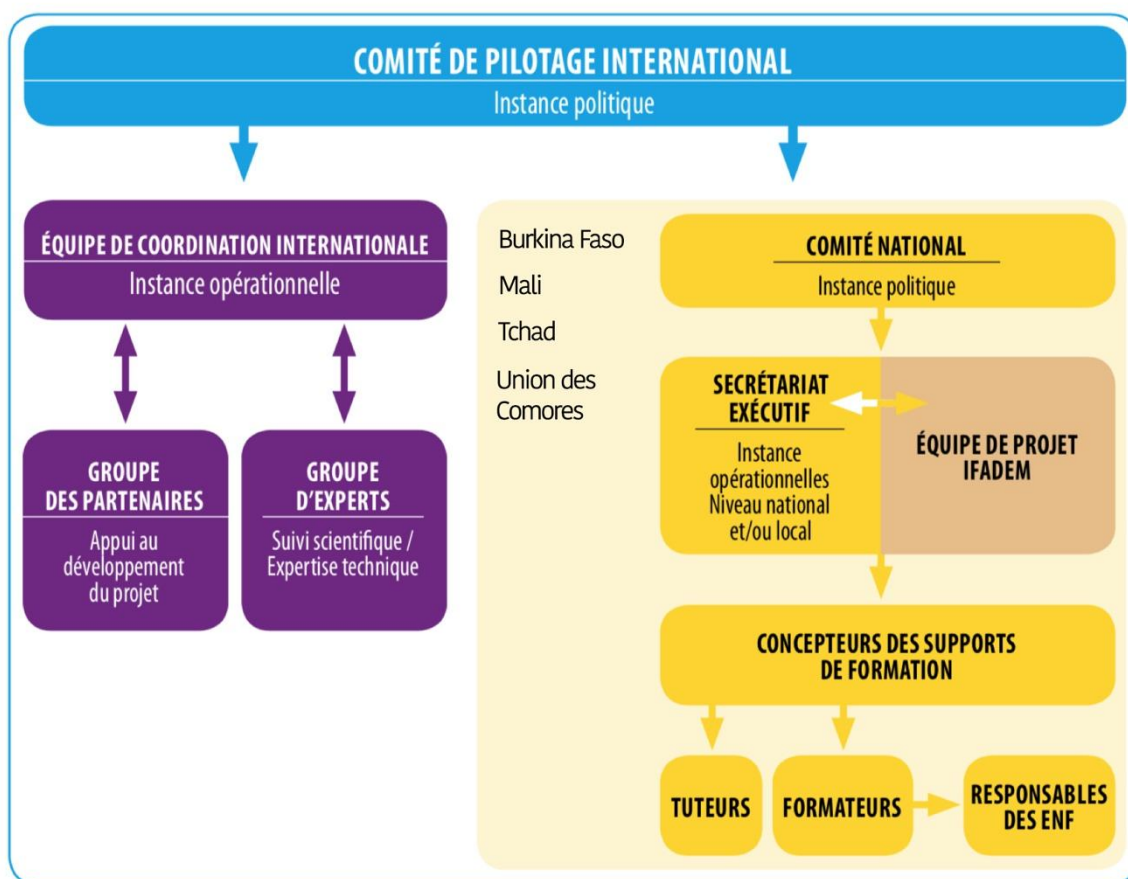 COMITÉ DE PILOTAGE INTERNATIONAL
Instance politique
ÉQUIPE DE COORDINATION INTERNATIONALE
Instance opérationnelle
GROUPE
DES PARTENAIRES
Appui au
développement
du projet
GROUPE
D'EXPERTS
Suivi scientifique /
Expertise technique
Burkina Faso
Mali
Tchad
Union des
Comores
COMITÉ NATIONAL
Instance politique
SECRÉTARIAT
EXÉCUTIF
Instance
opérationnelles
Niveau national
et/ou local
ÉQUIPE DE PROJET
IFADEM
CONCEPTEURS DES SUPPORTS
DE FORMATION
TUTEURS
FORMATEURS
RESPONSABLES
DES ENF